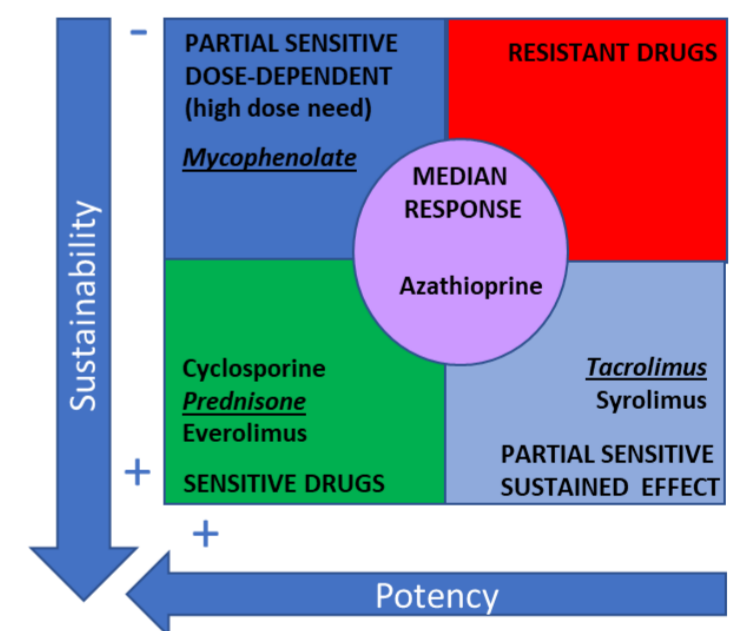 -
PARTIAL SENSITIVE
DOSE-DEPENDENT
(high dose need)
Mycophenolate
RESISTANT DRUGS
MEDIAN
RESPONSE
Azathioprine
Sustainability
Cyclosporine
Prednisone
Everolimus
SENSITIVE DRUGS
Tacrolimus
Syrolimus
PARTIAL SENSITIVE
SUSTAINED EFFECT
+
+
Potency